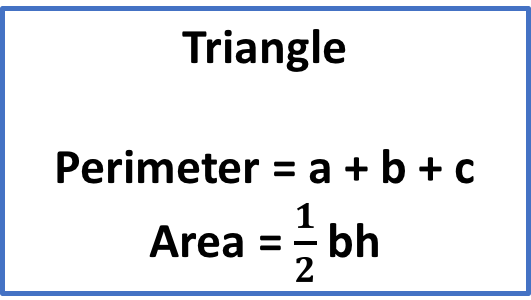 Triangle
Perimeter = a + b + c
Area = 1/2 bh